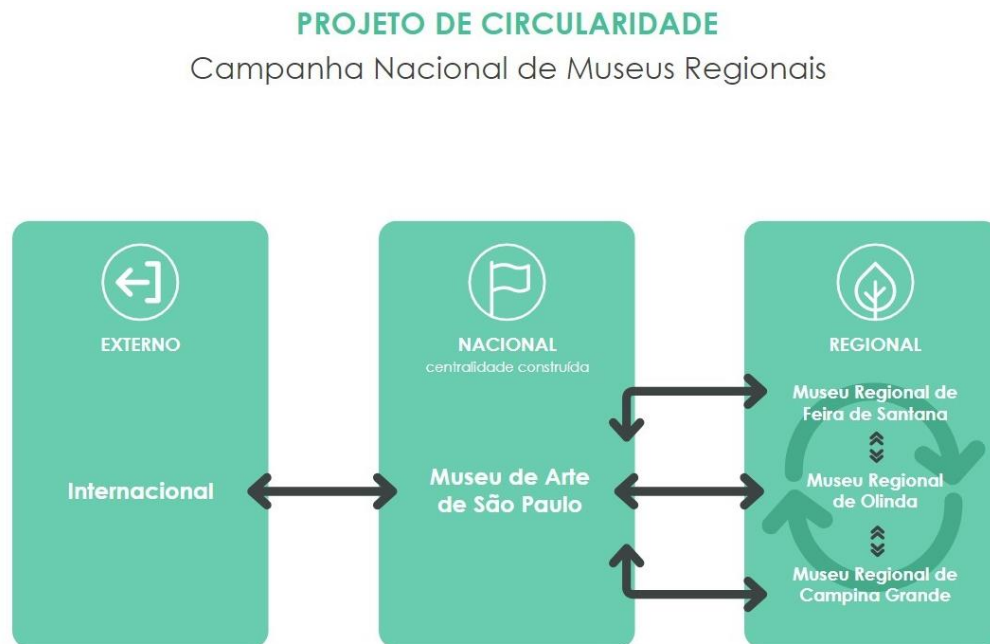 PROJETO DE CIRCULARIDADE
Campanha Nacional de Museus Regionais
EXTERNO
Internacional
NACIONAL
centralidade construída
Museu de Arte
de São Paulo
REGIONAL
Museu Regional de
Feira de Santana
Museu Regional
de Olinda
Museu Regional de
Campina Grande